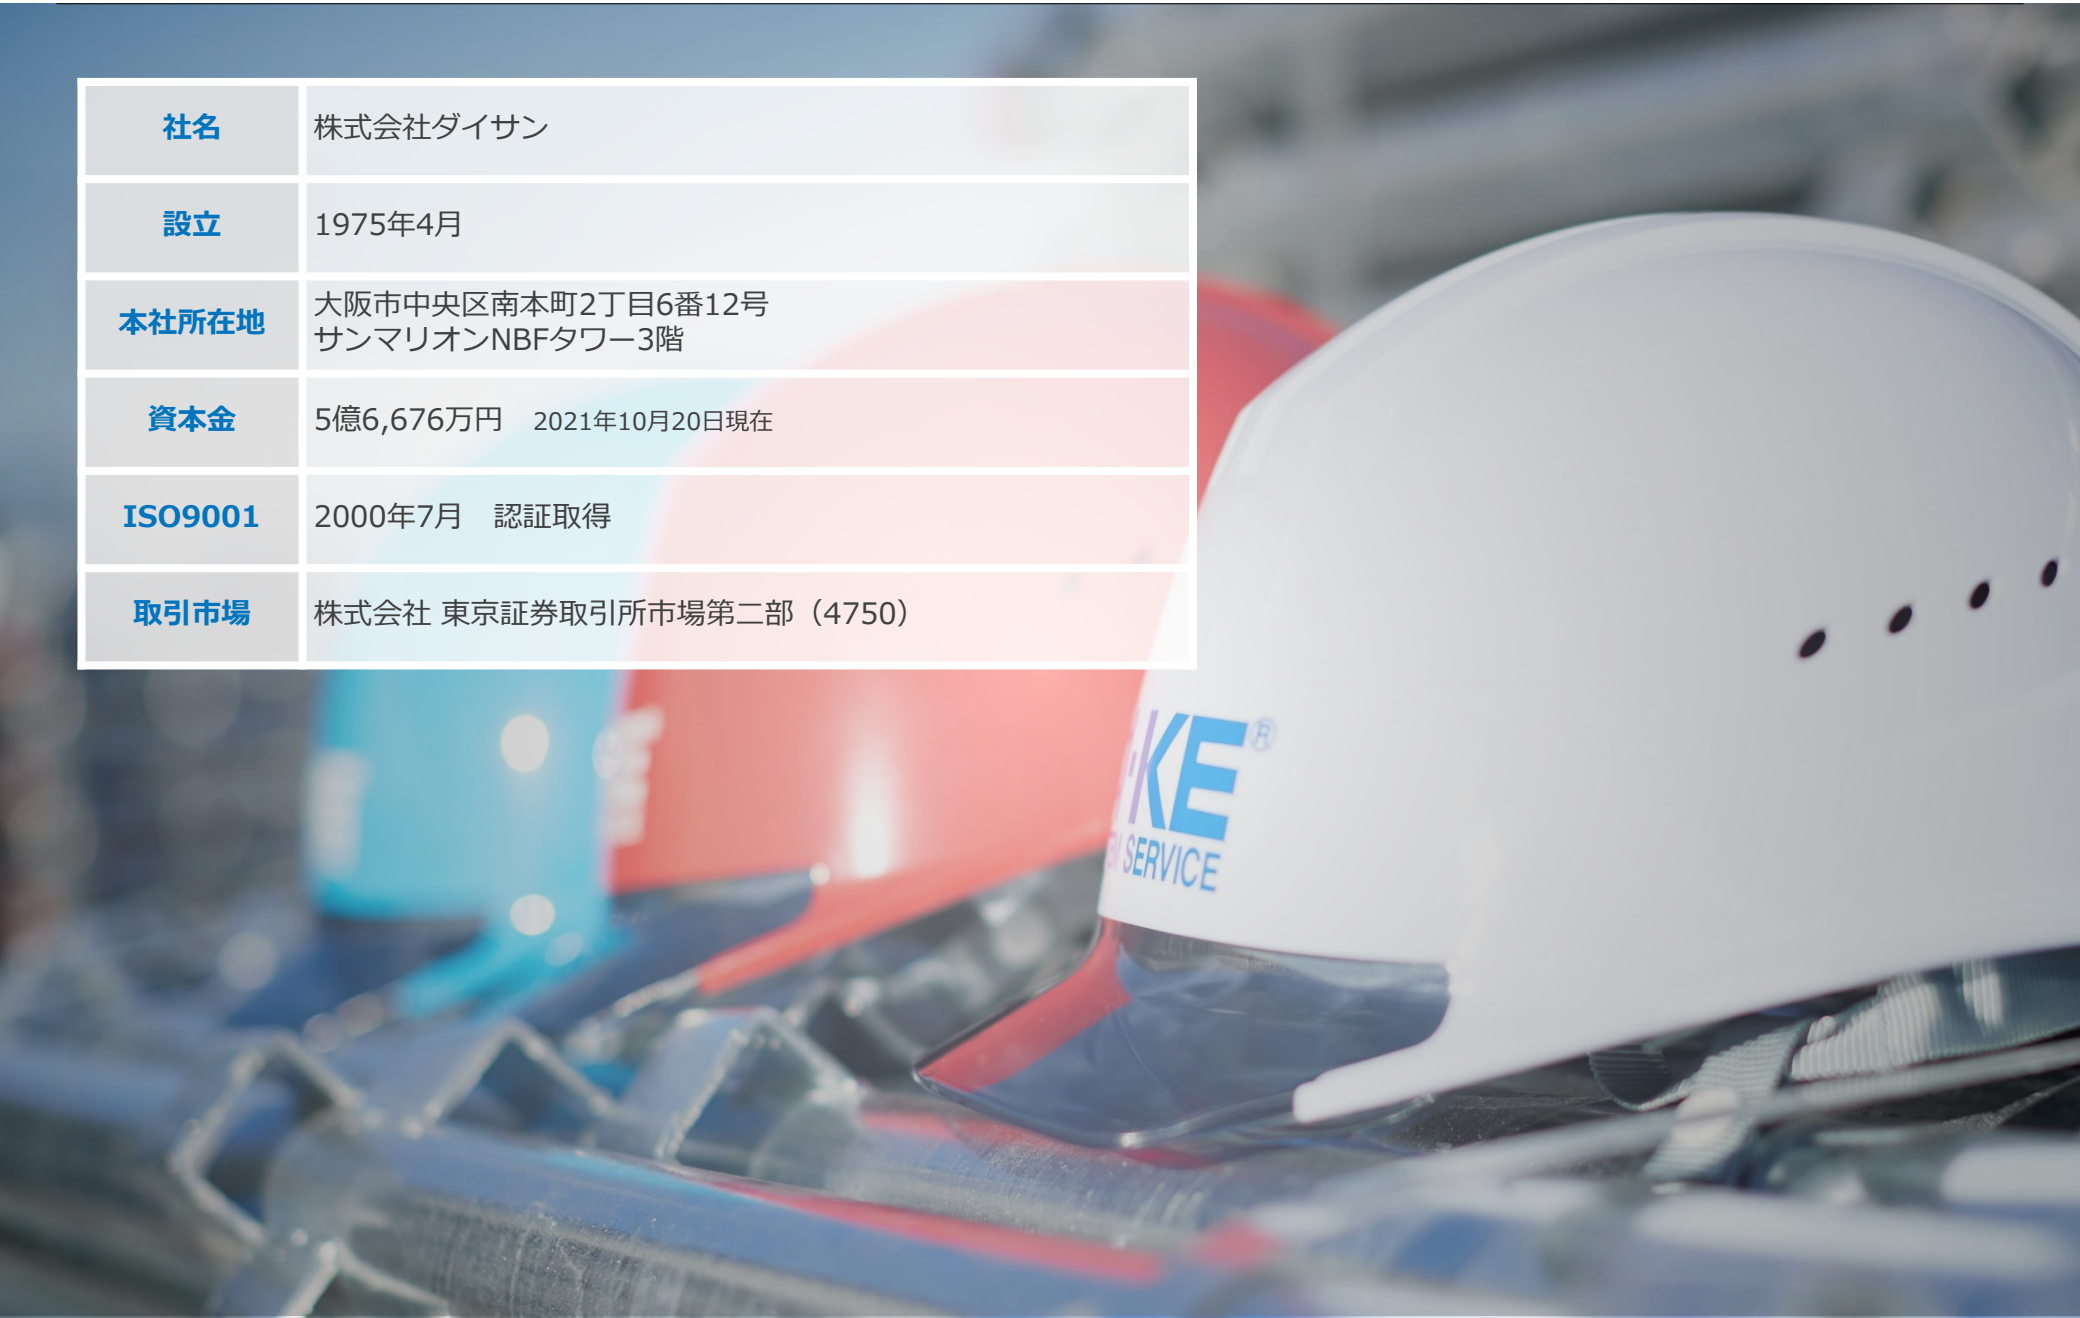 社名
株式会社ダイサン
設立
1975年4月
本社所在地
大阪市中央区南本町2丁目6番12号
サンマリオンNBFタワー3階
資本金
5億6,676万円　2021年10月20日現在
ISO9001
2000年7月　認証取得
取引市場
株式会社 東京証券取引所市場第二部（4750）
KE®
SERVICE